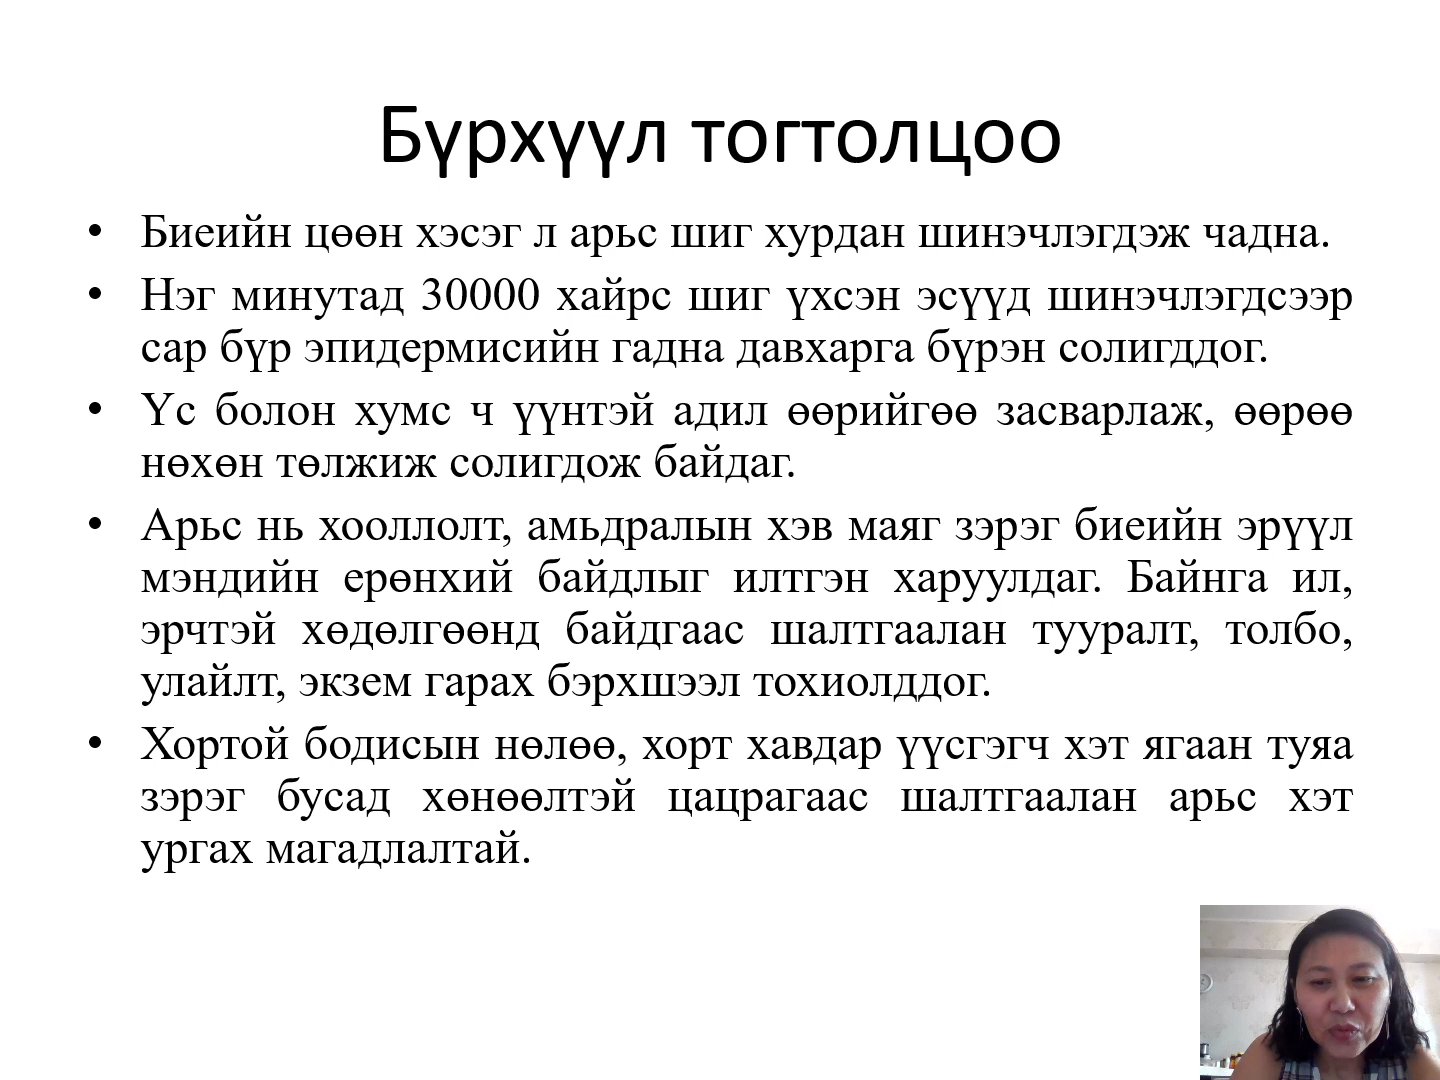 Бүрхүүл тогтолцоо
• Биеийн цөөн хэсэг л арьс шиг хурдан шинэчлэгдэж чадна.
• Нэг минутад 30000 хайрс шиг үхсэн эсүүд шинэчлэгдсээр
сар бүр эпидермисийн гадна давхарга бүрэн солигддог.
• Үс болон хумс ч үүнтэй адил өөрийгөө засварлаж, өөрөө
нөхөн төлжиж солигдож байдаг.
• Арьс нь хооллолт, амьдралын хэв маяг зэрэг биеийн эрүүл
мэндийн ерөнхий байдлыг илтгэн харуулдаг. Байнга ил,
эрчтэй хөдөлгөөнд байдгаас шалтгаалан тууралт, толбо,
улайлт, экзем гарах бэрхшээл тохиолддог.
• Хортой бодисын нөлөө, хорт хавдар үүсгэгч хэт ягаан туяа
зэрэг бусад хөнөөлтэй цацрагаас шалтгаалан арьс хэт
ургах магадлалтай.